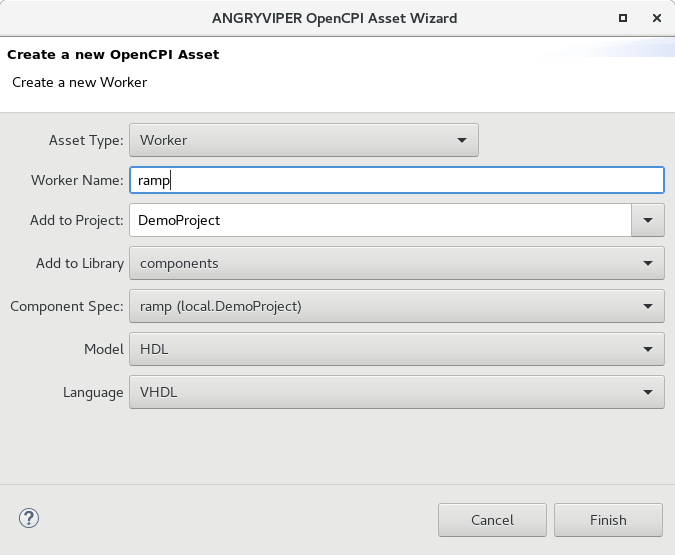 ANGRYVIPER OpenCPI Asset Wizard
Create a new OpenCPI Asset
Create a new Worker
Asset Type: Worker
Worker Name: ramp
Add to Project: DemoProject
Add to Library components
Component Spec: ramp (local.DemoProject)
Model HDL
Language VHDL
? Cancel Finish